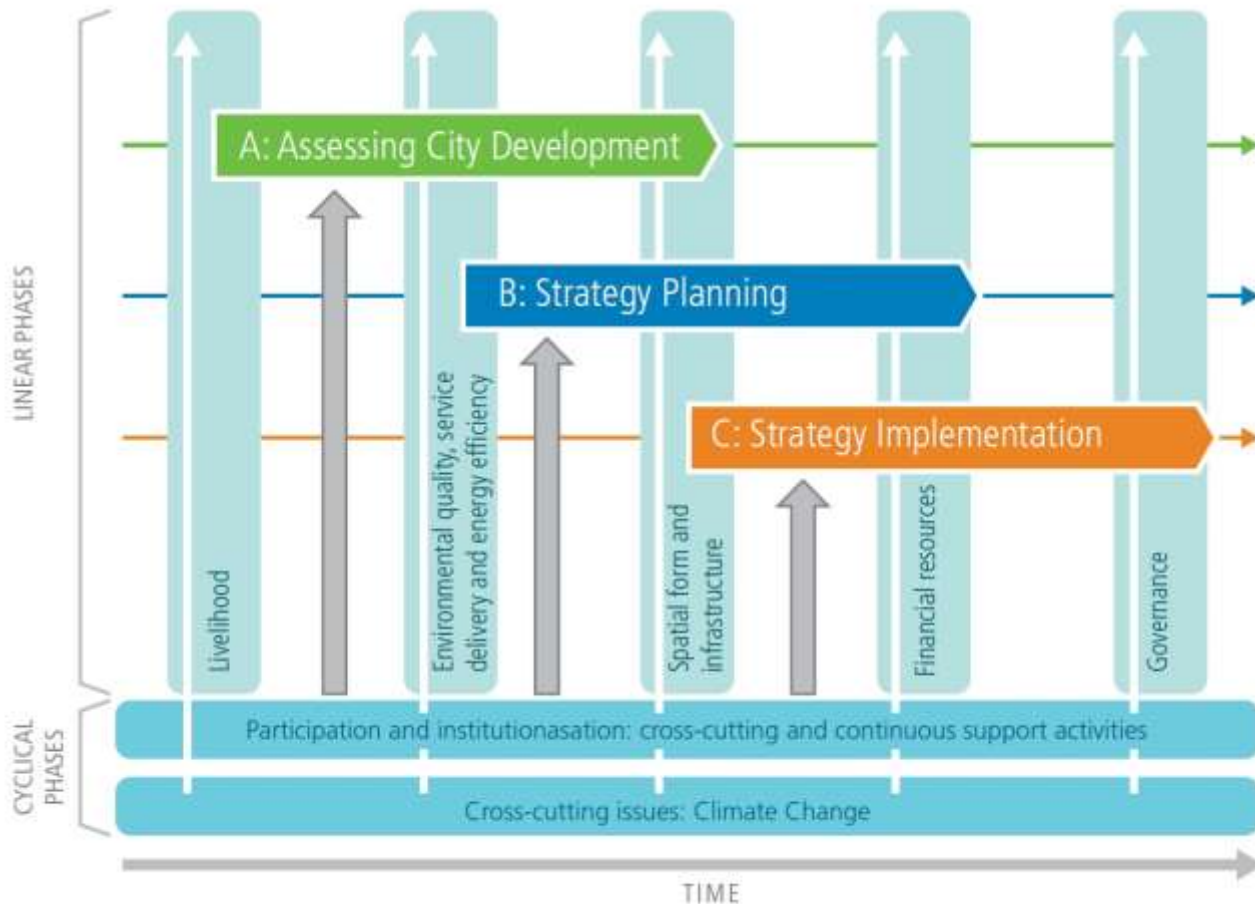 LINEAR PHASES
A: Assessing City Development
B: Strategy Planning
C: Strategy Implementation
Livelihood
Environmental quality, service
delivery and energy efficiency
Spatial form and
infrastructure
Financial resources
Governance
CYCLICAL
PHASES
Participation and institutionasation: cross-cutting and continuous support activities
Cross-cutting issues: Climate Change
TIME